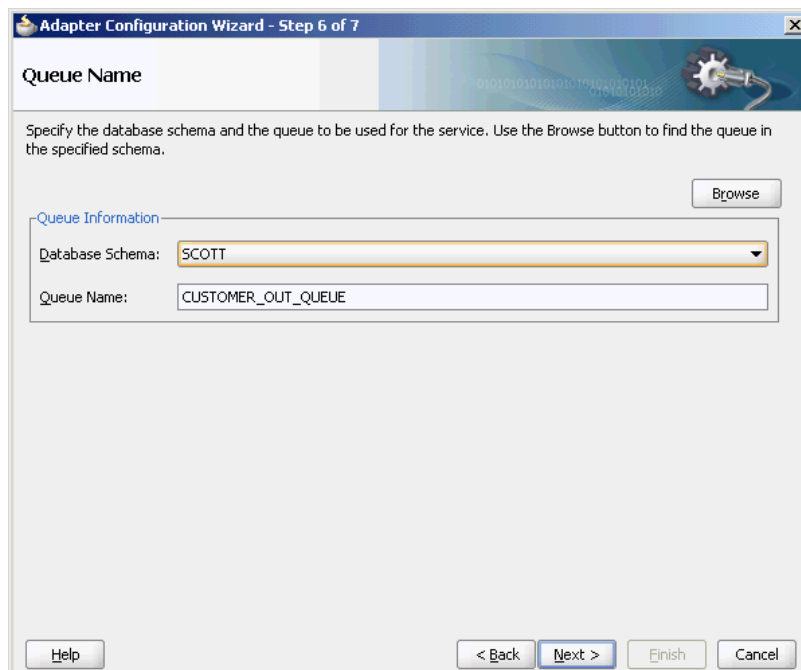 Adapter Configuration Wizard - Step 6 of 7
Queue Name
01010101010101010101010101
01010101010
Specify the database schema and the queue to be used for the service. Use the Browse button to find the queue in
the specified schema.
Browse
Queue Information
Database Schema: SCOTT
Queue Name: CUSTOMER_OUT_QUEUE
Help < Back Next > Finish Cancel